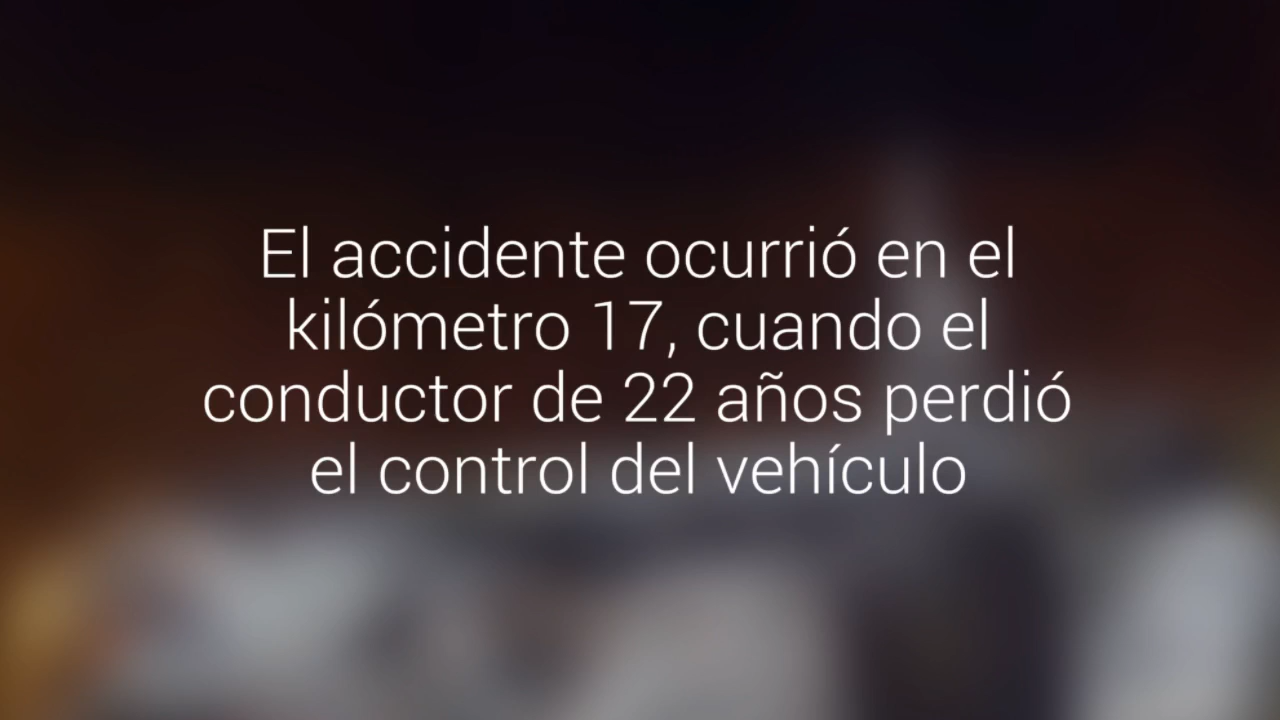 El accidente ocurrió en el
kilómetro 17, cuando el
conductor de 22 años perdió
el control del vehículo